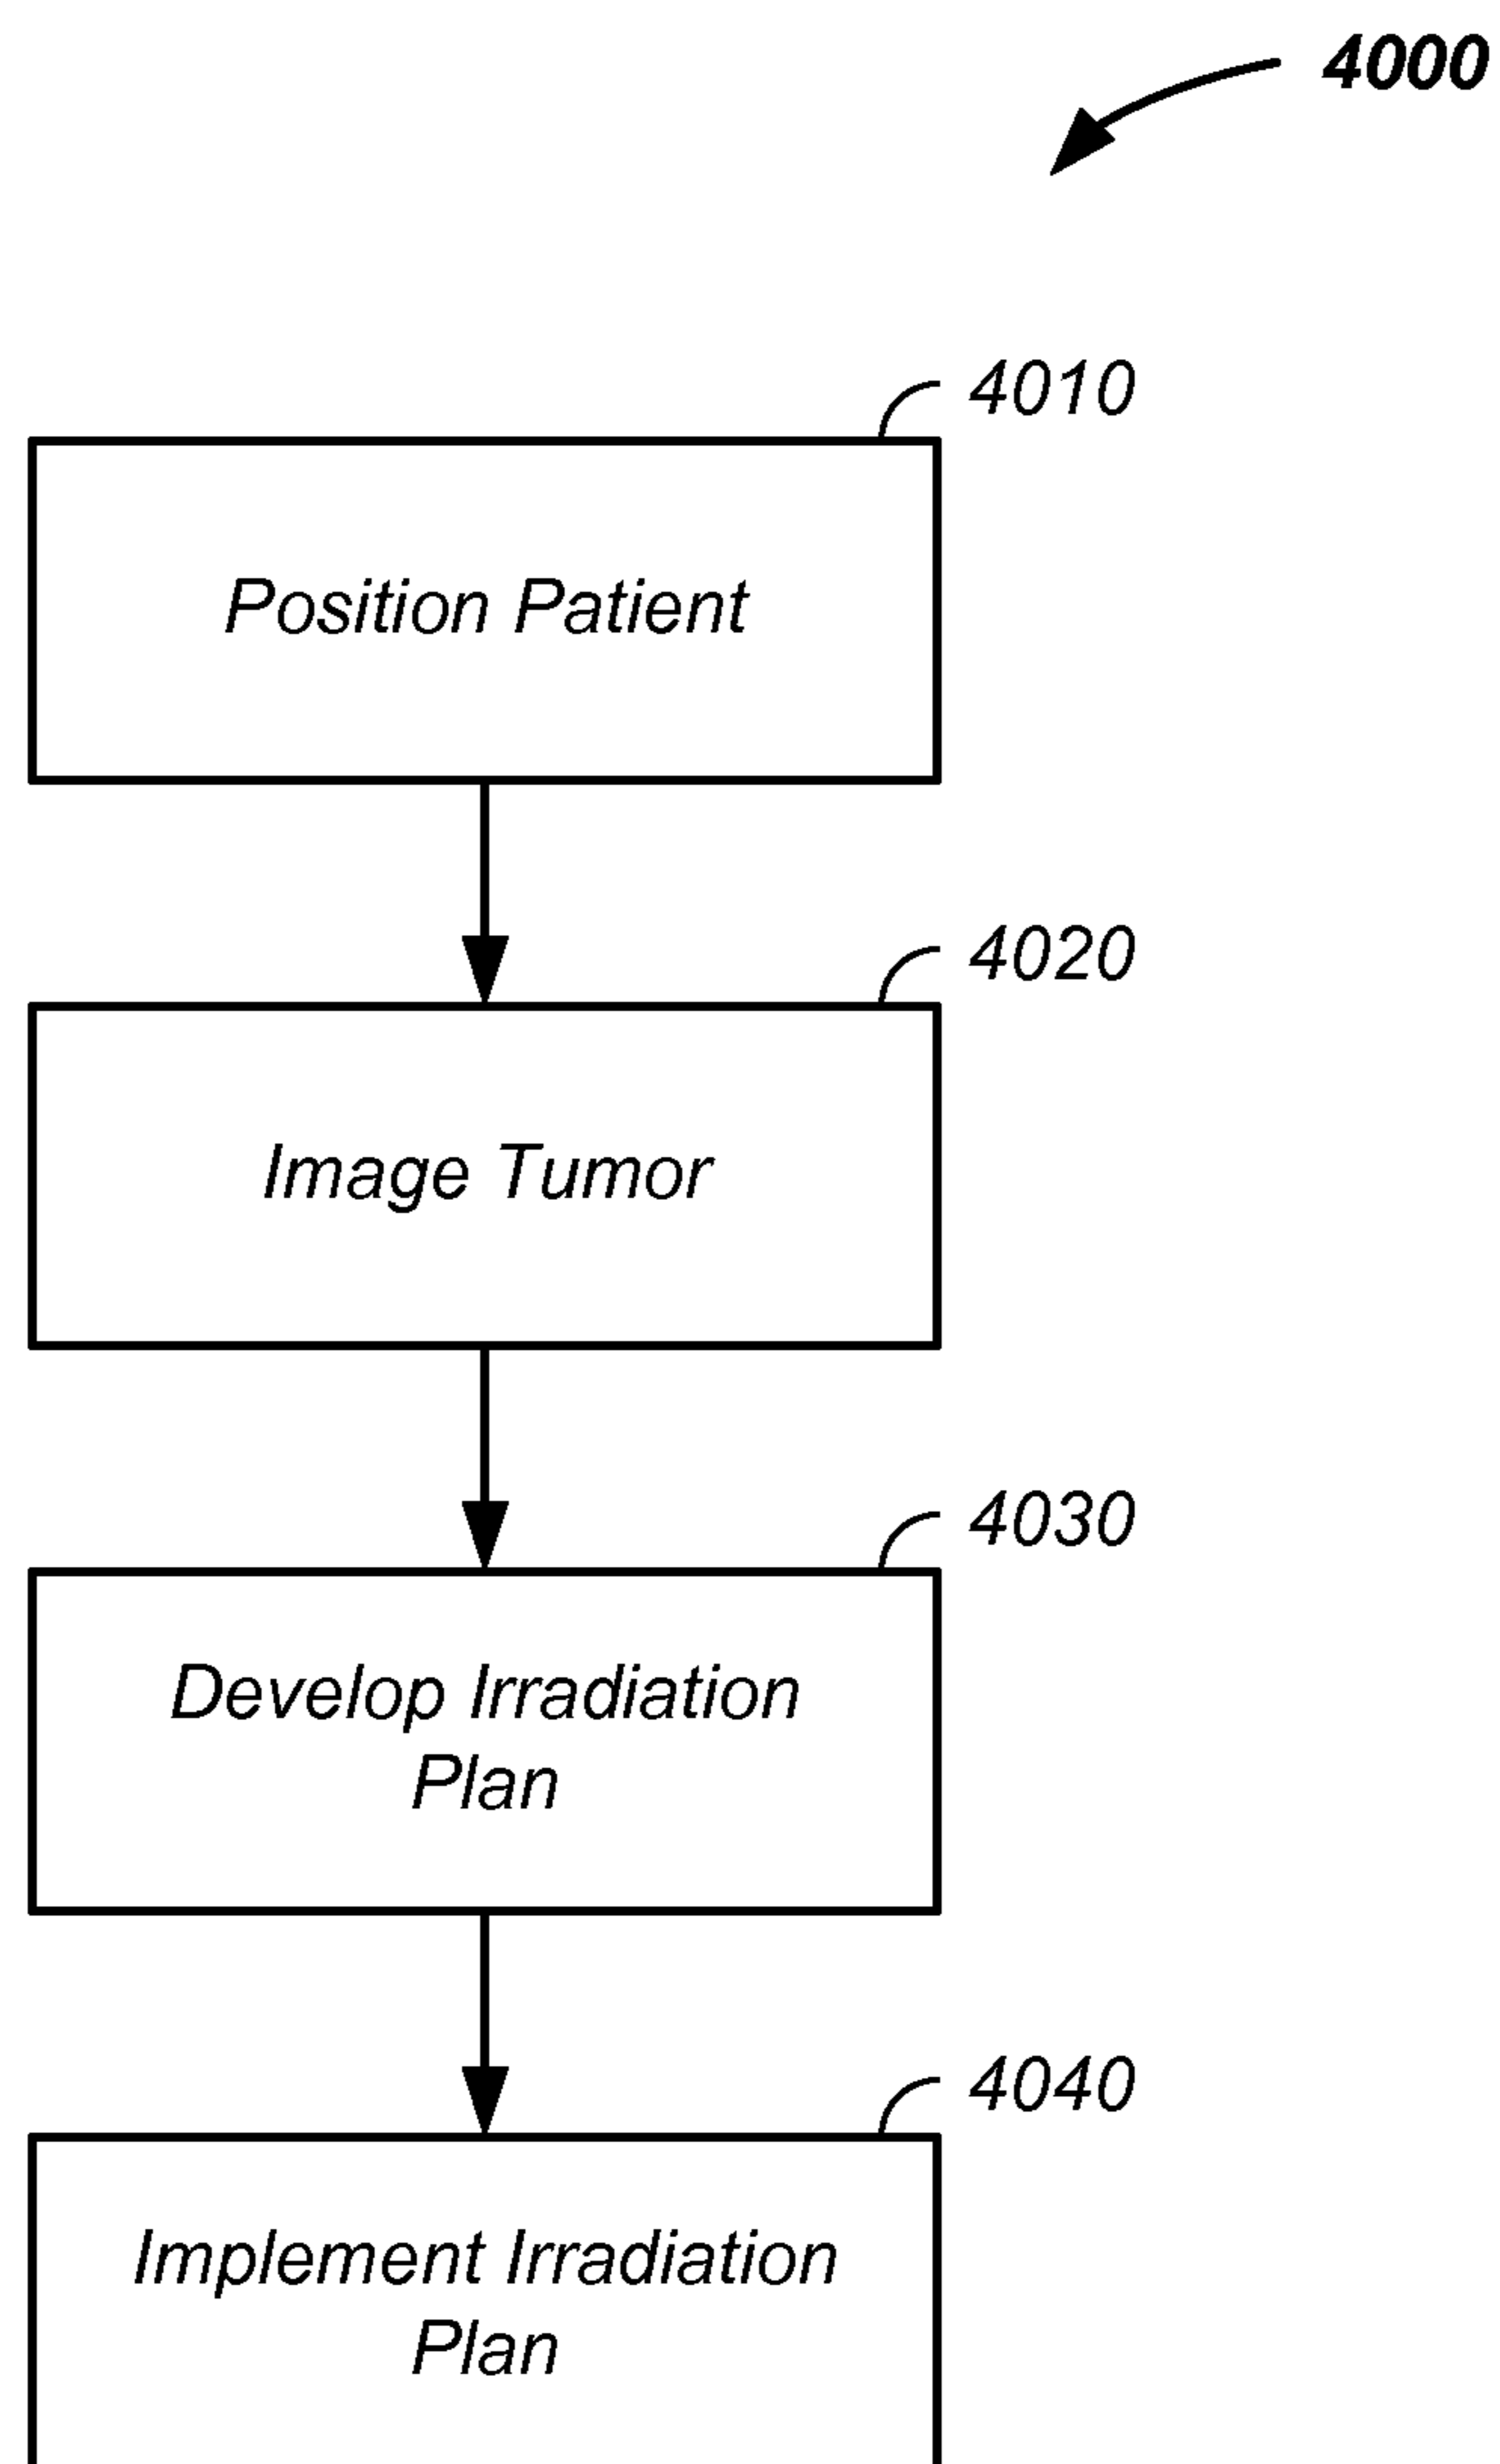 4000
4010
Position Patient
4020
Image Tumor
4030
Develop Irradiation
Plan
4040
Implement Irradiation
Plan